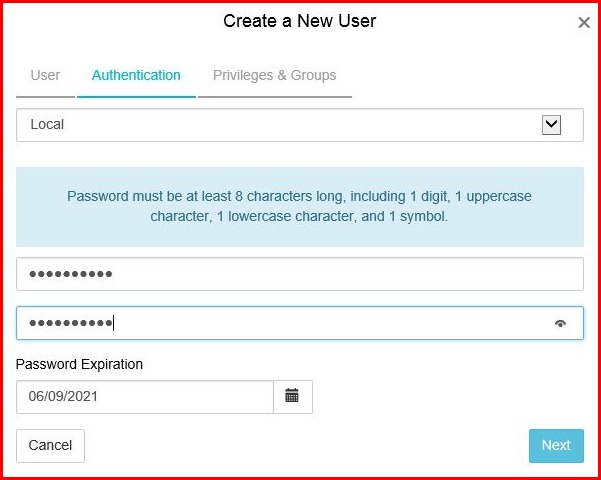 Create a New User
User Authentication Privileges & Groups
Local
Password must be at least 8 characters long, including 1 digit, 1 uppercase
character, 1 lowercase character, and 1 symbol.
●●●●●●●●●●
●●●●●●●●●●
Password Expiration
06/09/2021
Cancel Next